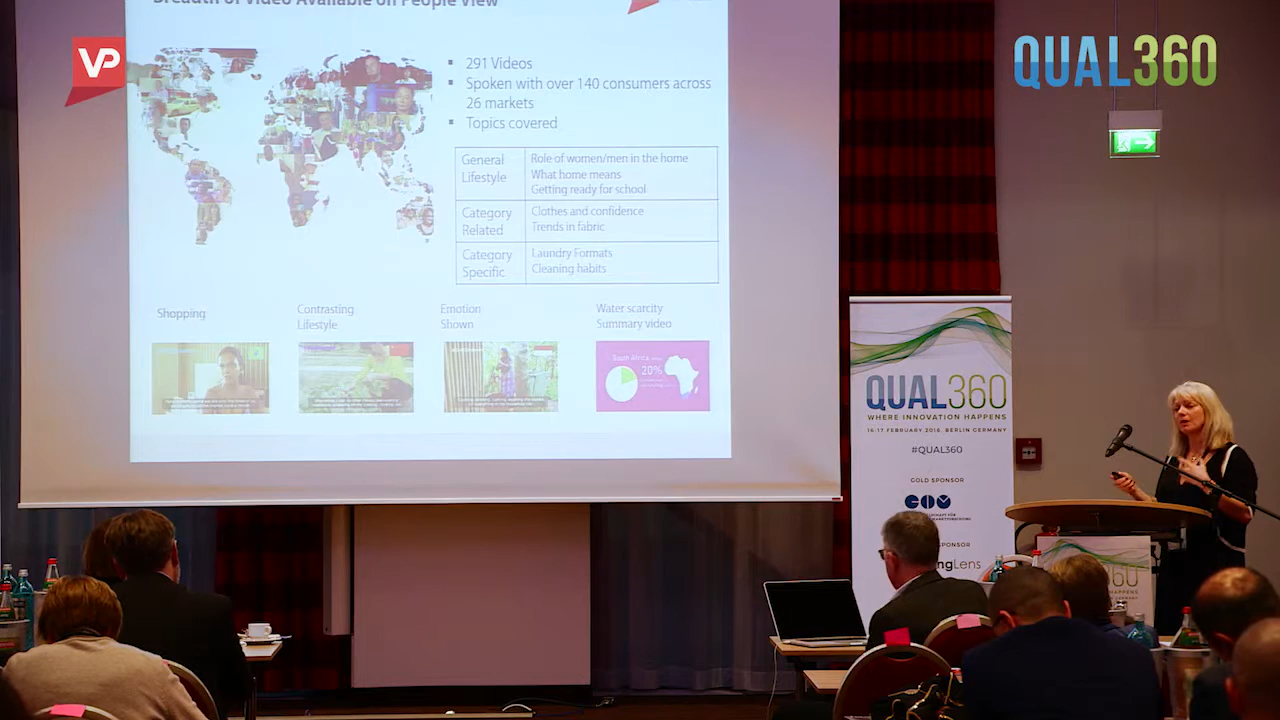 Breadth of Video Available on People View
VP
QUAL360
291 Videos
Spoken with over 140 consumers across
26 markets
Topics covered
General
Lifestyle
Role of women/men in the home
What home means
Getting ready for school
Category
Related
Clothes and confidence
Trends in fabric
Category
Specific
Laundry Formats
Cleaning habits
Shopping
Contrasting
Lifestyle
Emotion
Shown
Water scarcity
Summary video
South Africa
20%
QUAL360
WHERE INNOVATION HAPPENS
16-17 FEBRUARY 2016, BERLIN GERMANY
#QUAL360
GOLD SPONSOR
GIM
SPONSOR
ngLens
60